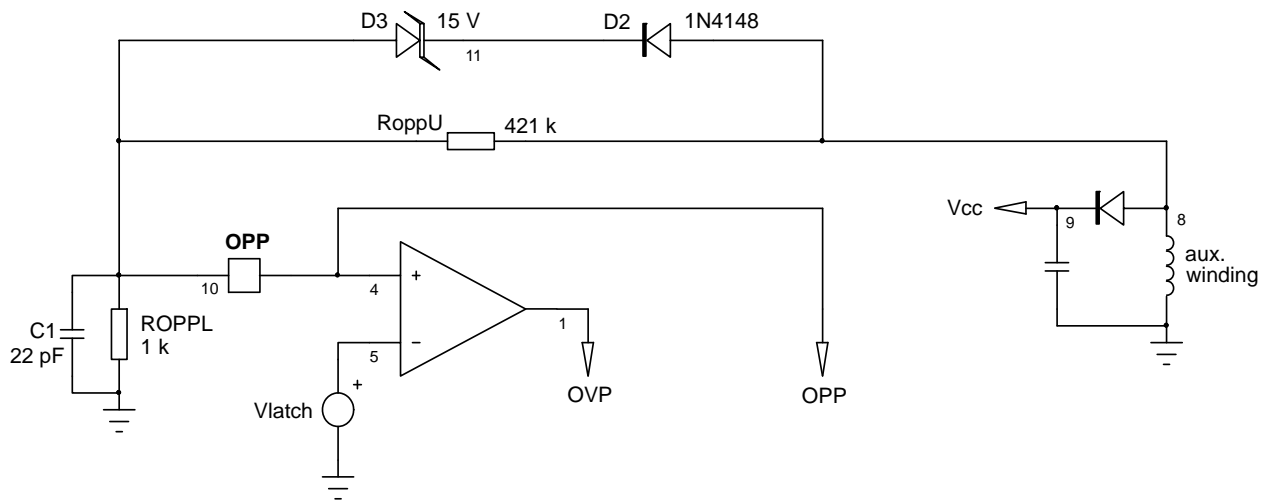 D3
15 V
D2
1N4148
11
RoppU
421 k
Vcc
9
8
OPP
aux.
winding
10
4
+
C1
22 pF
ROPPL
1 k
1
5
−
+
Vlatch
OVP
OPP